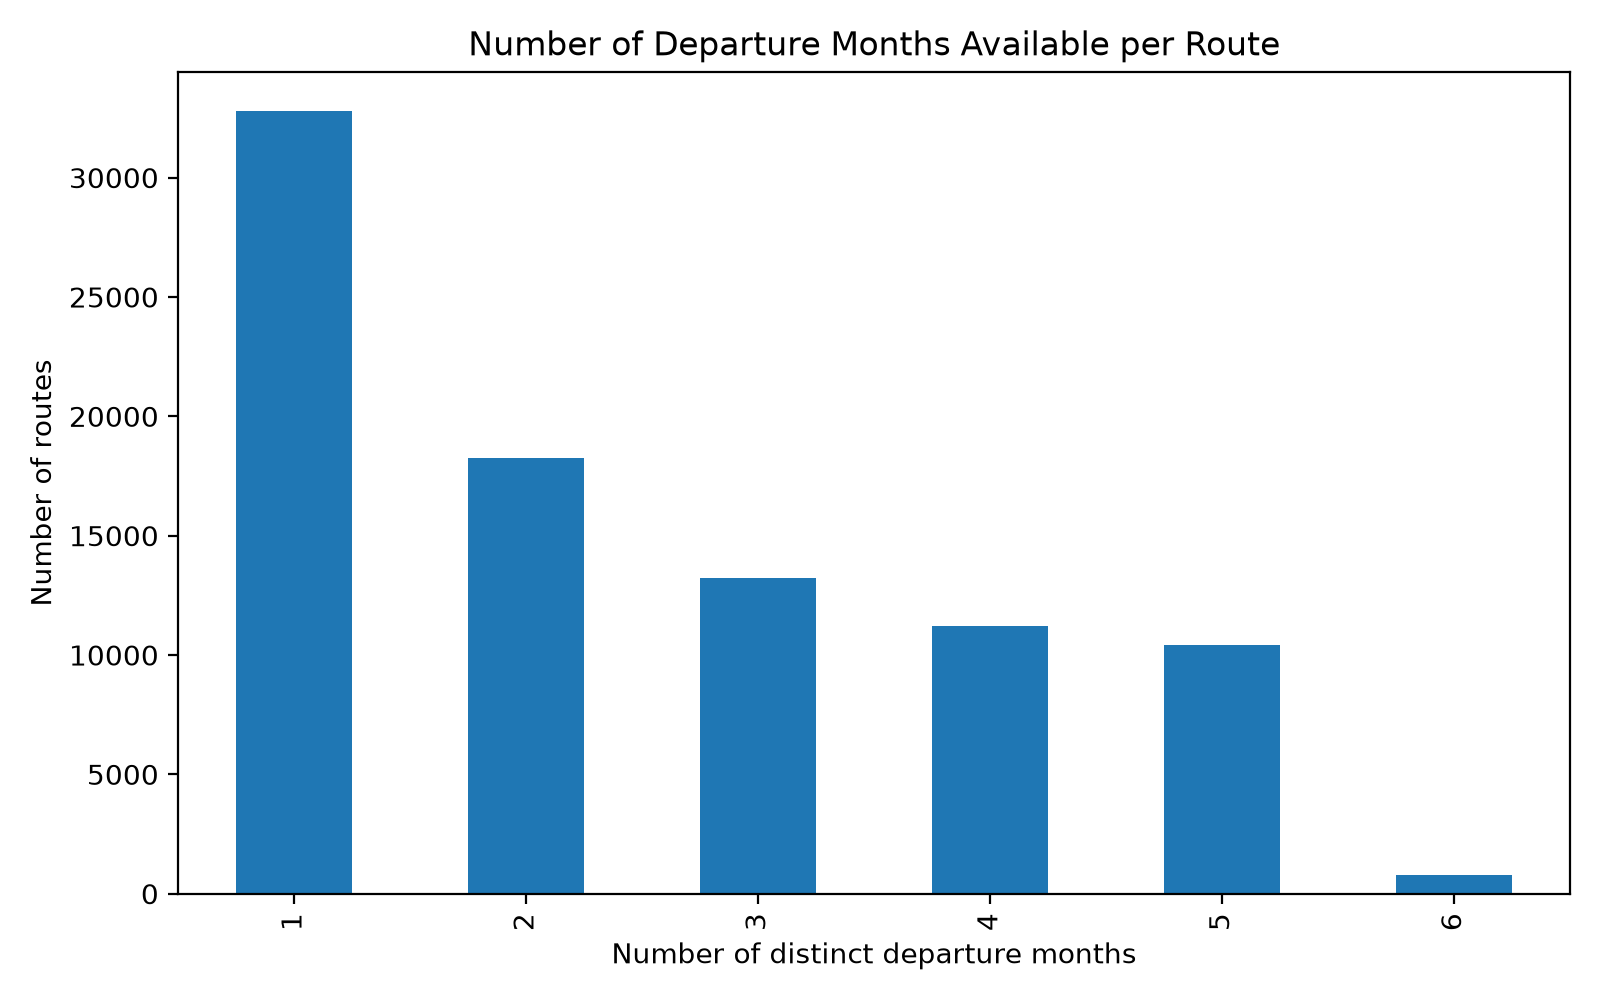 Number of Departure Months Available per Route
Number of routes
30000
25000
20000
15000
10000
5000
0
1 2 3 4 5 6
Number of distinct departure months